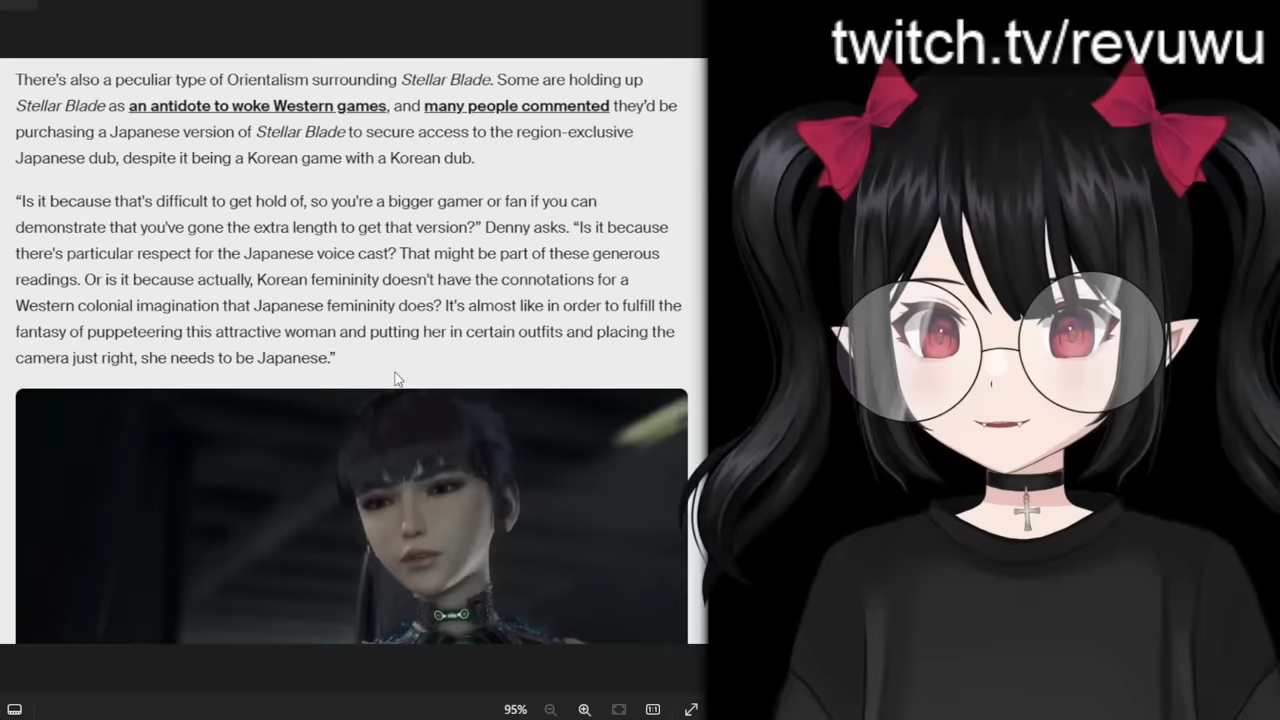 twitch.tv/revuwu
There's also a peculiar type of Orientalism surrounding Stellar Blade. Some are holding up
Stellar Blade as an antidote to woke Western games, and many people commented they'd be
purchasing a Japanese version of Stellar Blade to secure access to the region-exclusive
Japanese dub, despite it being a Korean game with a Korean dub.
“Is it because that's difficult to get hold of, so you're a bigger gamer or fan if you can
demonstrate that you've gone the extra length to get that version?” Denny asks. “Is it because
there's particular respect for the Japanese voice cast? That might be part of these generous
readings. Or is it because actually, Korean femininity doesn't have the connotations for a
Western colonial imagination that Japanese femininity does? It's almost like in order to fulfill the
fantasy of puppeteering this attractive woman and putting her in certain outfits and placing the
camera just right, she needs to be Japanese.”
95%
1:1